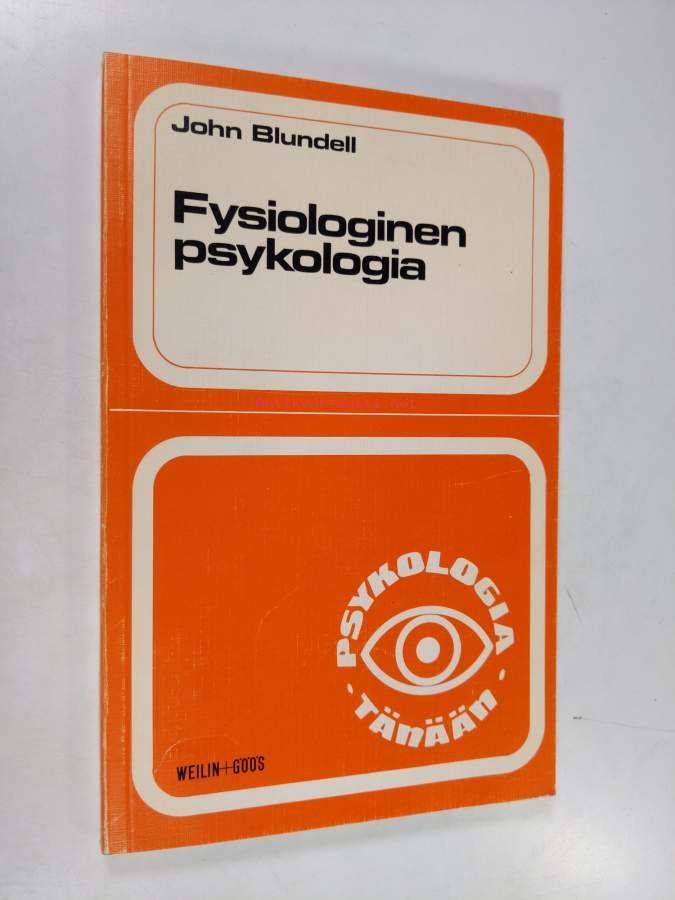 John Blundell
Fysiologinen
psykologia
PSYKOLOGIA
· TÄNÄÄN ·
WEILIN+GÖÖS